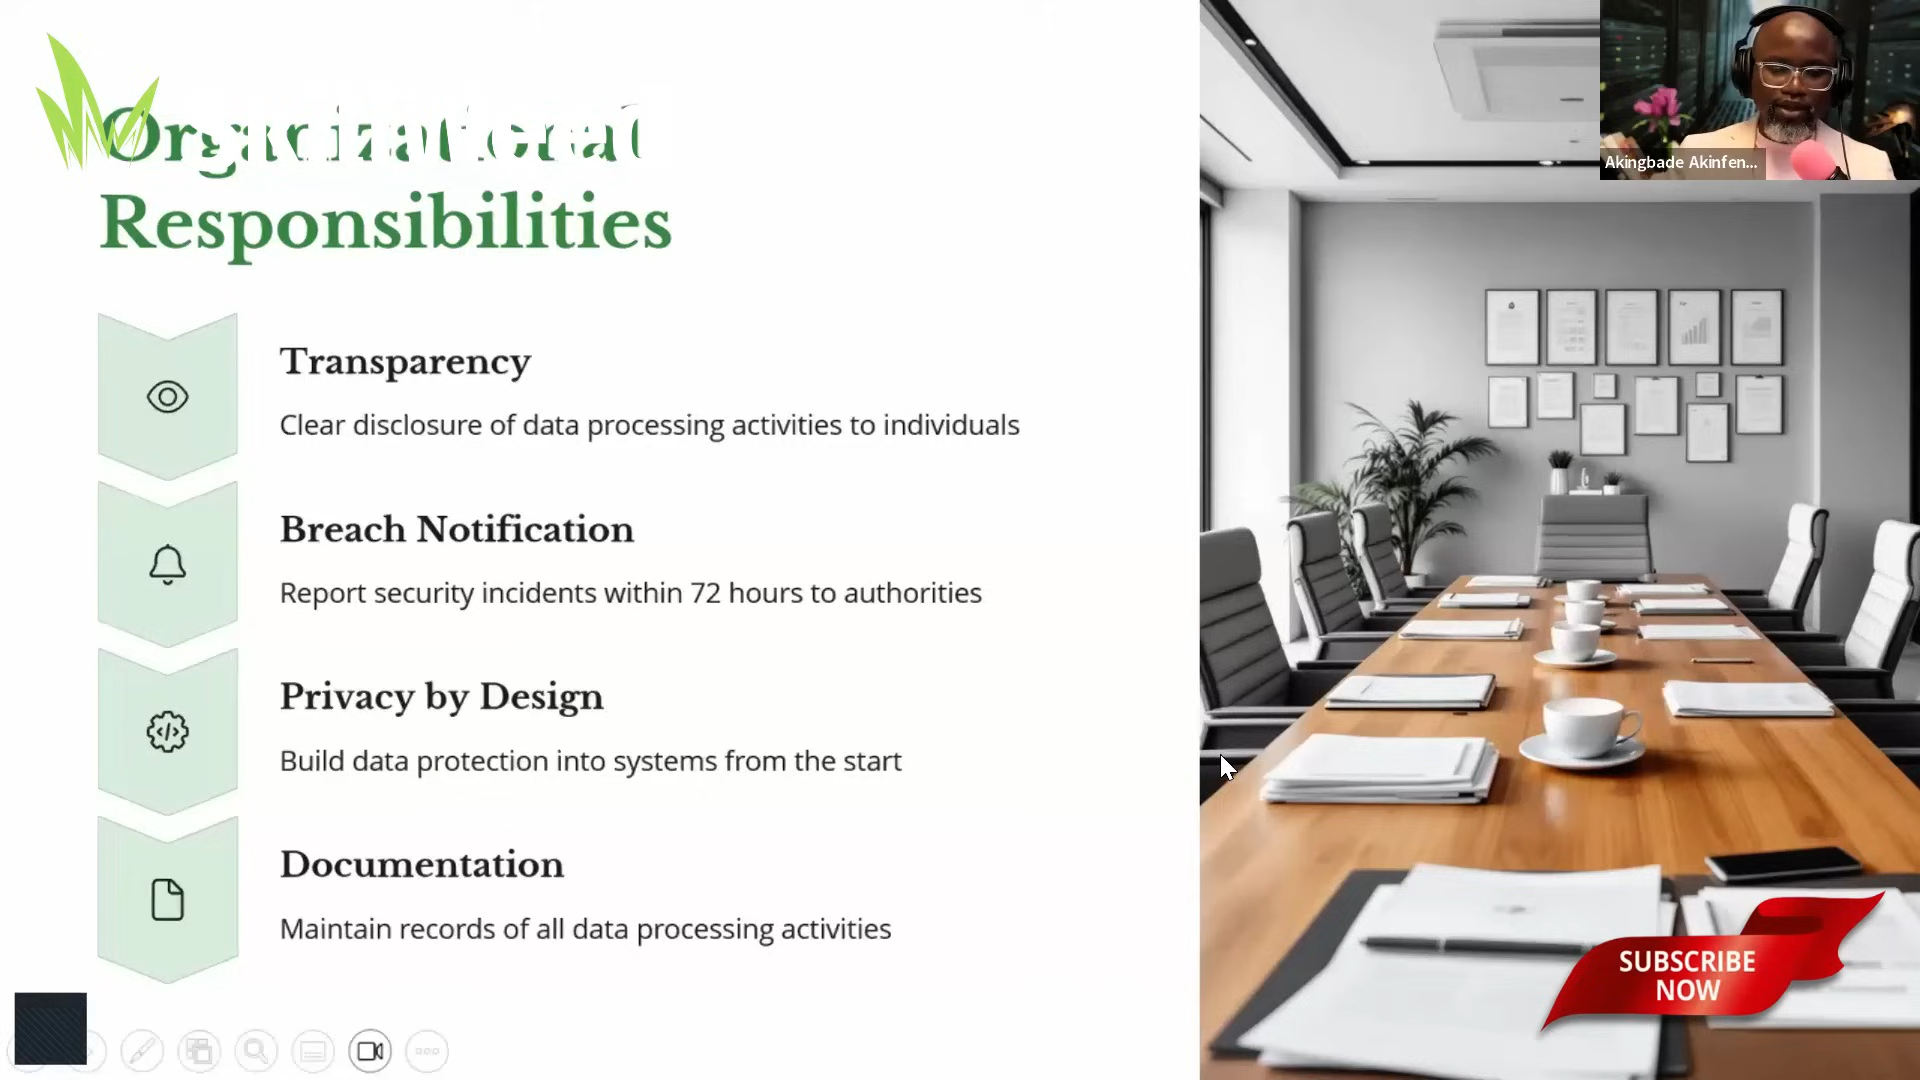 Responsibilities
Transparency
Clear disclosure of data processing activities to individuals
Breach Notification
Report security incidents within 72 hours to authorities
Privacy by Design
Build data protection into systems from the start
Documentation
Maintain records of all data processing activities
Akingbade Akinfen...
SUBSCRIBE
NOW